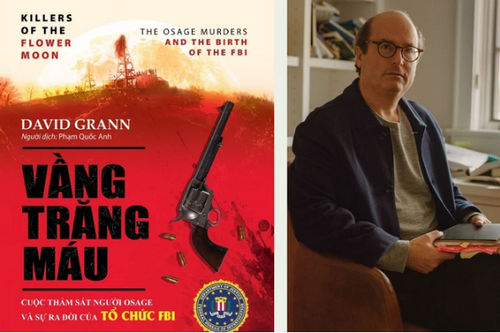 KILLERS
OF THE
FLOWER
MOON
THE OSAGE MURDERS
AND THE BIRTH
OF THE FBI
DAVID GRANN
Người dịch: Phạm Quốc Anh
VẦNG
TRĂNG
MÁU
CUỘC THẢM SÁT NGƯỜI OSAGE
VÀ SỰ RA ĐỜI CỦA TỔ CHỨC FBI